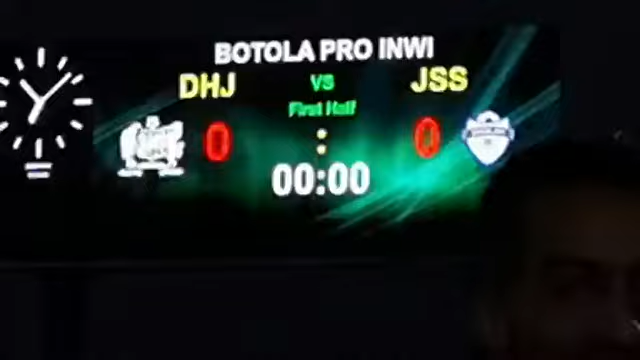 BOTOLA PRO INWI
DHJ VS JSS
First Half
0 : 0
00:00